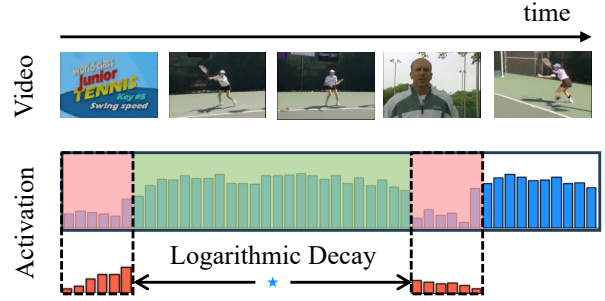 time
Video
world-class
junior
TENNIS
Key #5
Swing speed
Activation
Logarithmic Decay